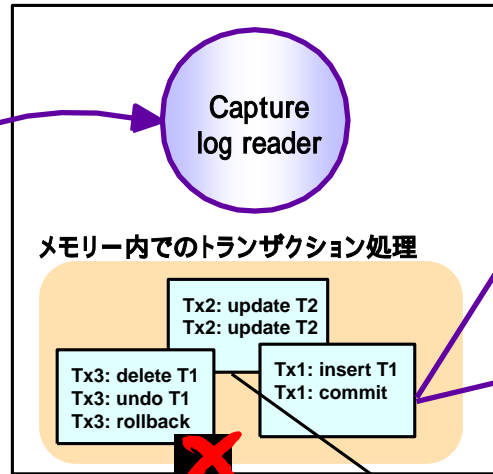 Capture
log reader
メモリー内でのトランザクション処理
Tx2: update T2
Tx2: update T2
Tx3: delete T1
Tx3: undo T1
Tx3: rollback
Tx1: insert T1
Tx1: commit